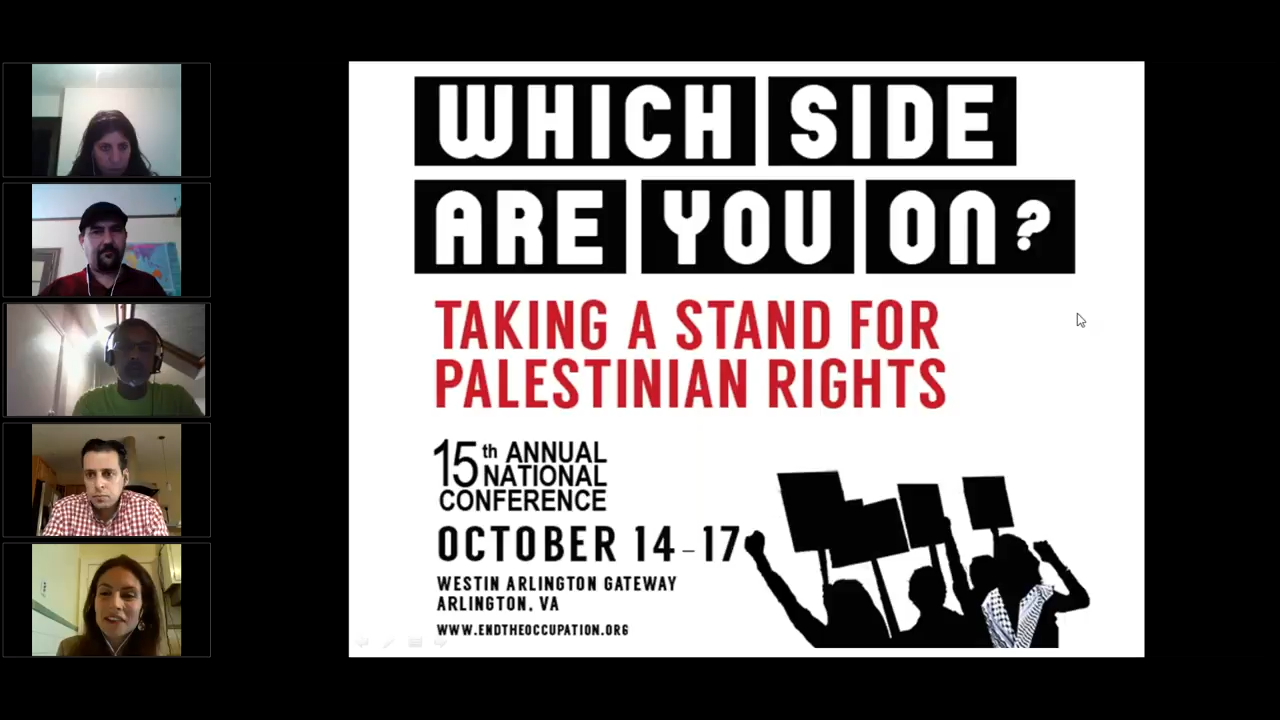 WHICH SIDE
ARE YOU ON?
TAKING A STAND FOR
PALESTINIAN RIGHTS
15th ANNUAL
NATIONAL
CONFERENCE
OCTOBER 14-17
WESTIN ARLINGTON GATEWAY
ARLINGTON, VA
WWW.ENDTHEOCCUPATION.ORG